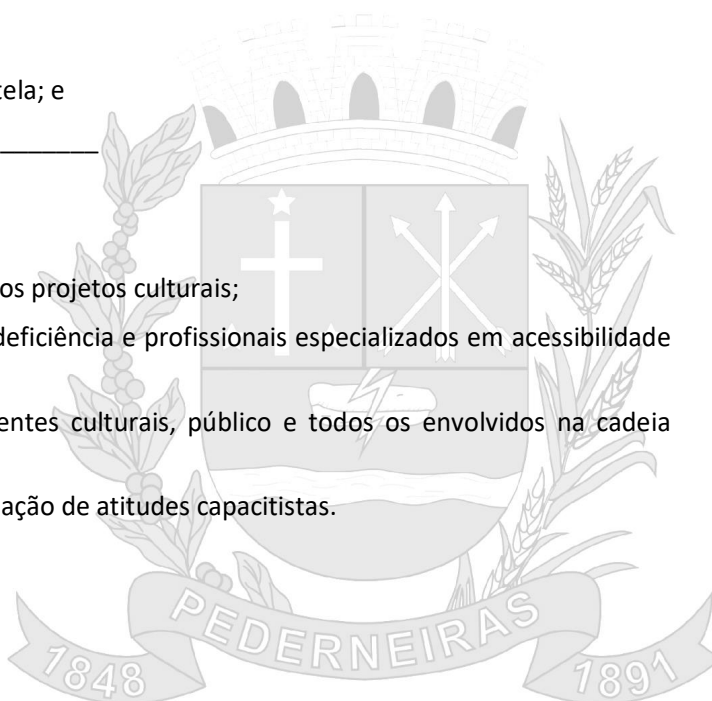 tela; e
os projetos culturais;
deficiência e profissionais especializados em acessibilidade
entes culturais, público e todos os envolvidos na cadeia
ação de atitudes capacitistas.
PEDERNEIRAS
1848
1891